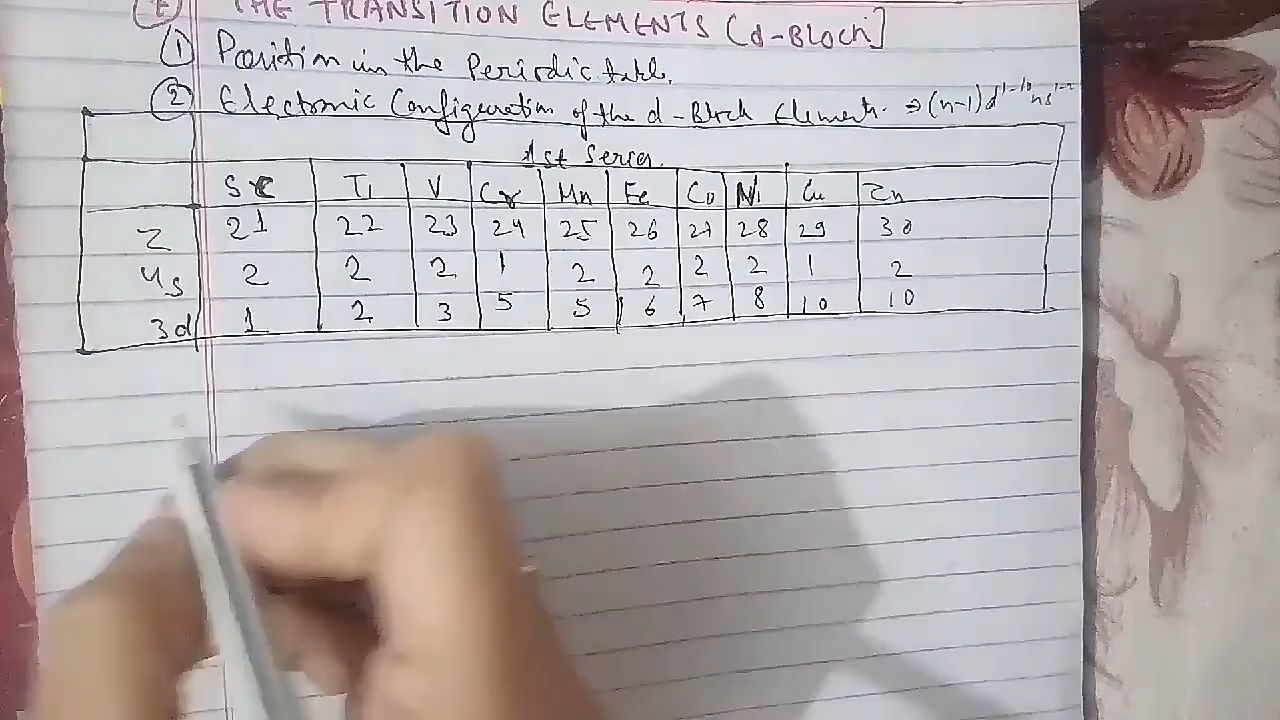 THE TRANSITION ELEMENTS [d-Block]
① Position in the Periodic table.
② Electronic Configuration of the d-Block Elements. ⇒ (n-1)d¹⁻¹⁰ns¹⁻²
1st Series.
Sc Ti V Cr Mn Fe Co Ni Cu Zn
Z 21 22 23 24 25 26 27 28 29 30
4s 2 2 2 1 2 2 2 2 1 2
3d 1 2 3 5 5 6 7 8 10 10